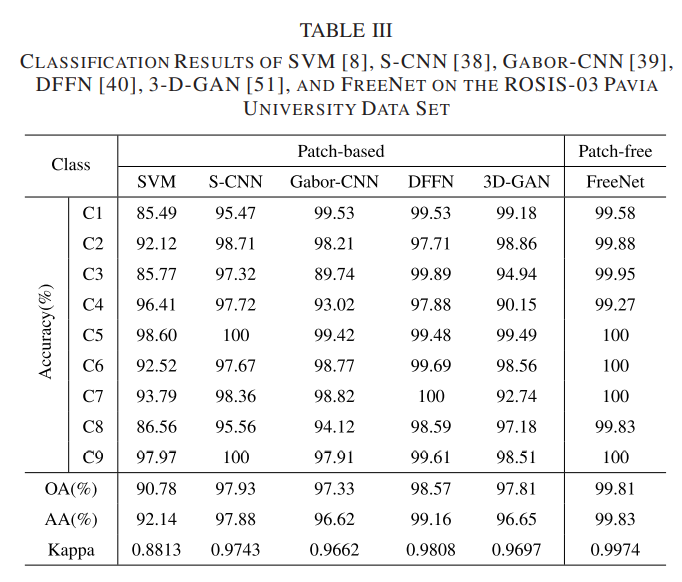 TABLE III
CLASSIFICATION RESULTS OF SVM [8], S-CNN [38], GABOR-CNN [39],
DFFN [40], 3-D-GAN [51], AND FREENET ON THE ROSIS-03 PAVIA
UNIVERSITY DATA SET
Class Patch-based Patch-free
SVM S-CNN Gabor-CNN DFFN 3D-GAN FreeNet
Accuracy(%)
C1 85.49 95.47 99.53 99.53 99.18 99.58
C2 92.12 98.71 98.21 97.71 98.86 99.88
C3 85.77 97.32 89.74 99.89 94.94 99.95
C4 96.41 97.72 93.02 97.88 90.15 99.27
C5 98.60 100 99.42 99.48 99.49 100
C6 92.52 97.67 98.77 99.69 98.56 100
C7 93.79 98.36 98.82 100 92.74 100
C8 86.56 95.56 94.12 98.59 97.18 99.83
C9 97.97 100 97.91 99.61 98.51 100
OA(%) 90.78 97.93 97.33 98.57 97.81 99.81
AA(%) 92.14 97.88 96.62 99.16 96.65 99.83
Kappa 0.8813 0.9743 0.9662 0.9808 0.9697 0.9974